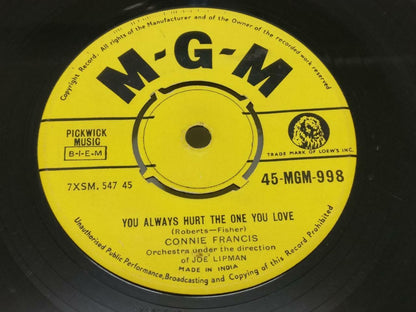 Copyright Record. All rights of the Manufacturer and of the Owner of the recorded work reserved
M-G-M
PICKWICK
MUSIC
B-I-E-M
TRADE MARK OF LOEW'S INC.
7XSM. 547 45
45-MGM-998
YOU ALWAYS HURT THE ONE YOU LOVE
(Roberts—Fisher)
CONNIE FRANCIS
Orchestra under the direction
of JOE LIPMAN
MADE IN INDIA
Unauthorised Public Performance, Broadcasting and Copying of this Record Prohibited